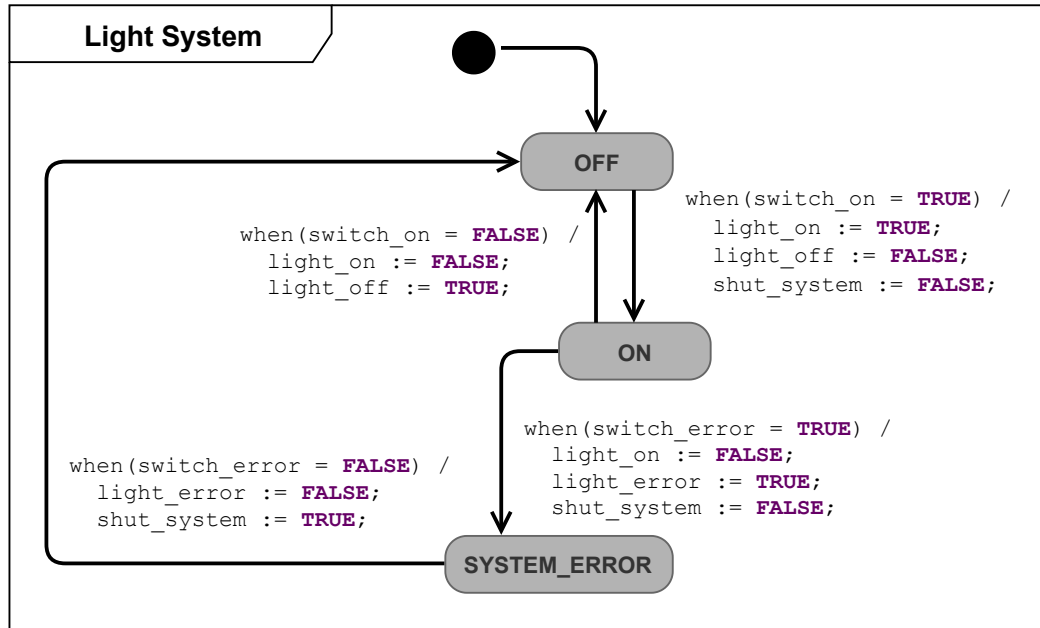 Light System
OFF
when(switch_on = TRUE) /
light_on := TRUE;
light_off := FALSE;
shut_system := FALSE;
when(switch_on = FALSE) /
light_on := FALSE;
light_off := TRUE;
ON
when(switch_error = TRUE) /
light_on := FALSE;
light_error := TRUE;
shut_system := FALSE;
when(switch_error = FALSE) /
light_error := FALSE;
shut_system := TRUE;
SYSTEM_ERROR